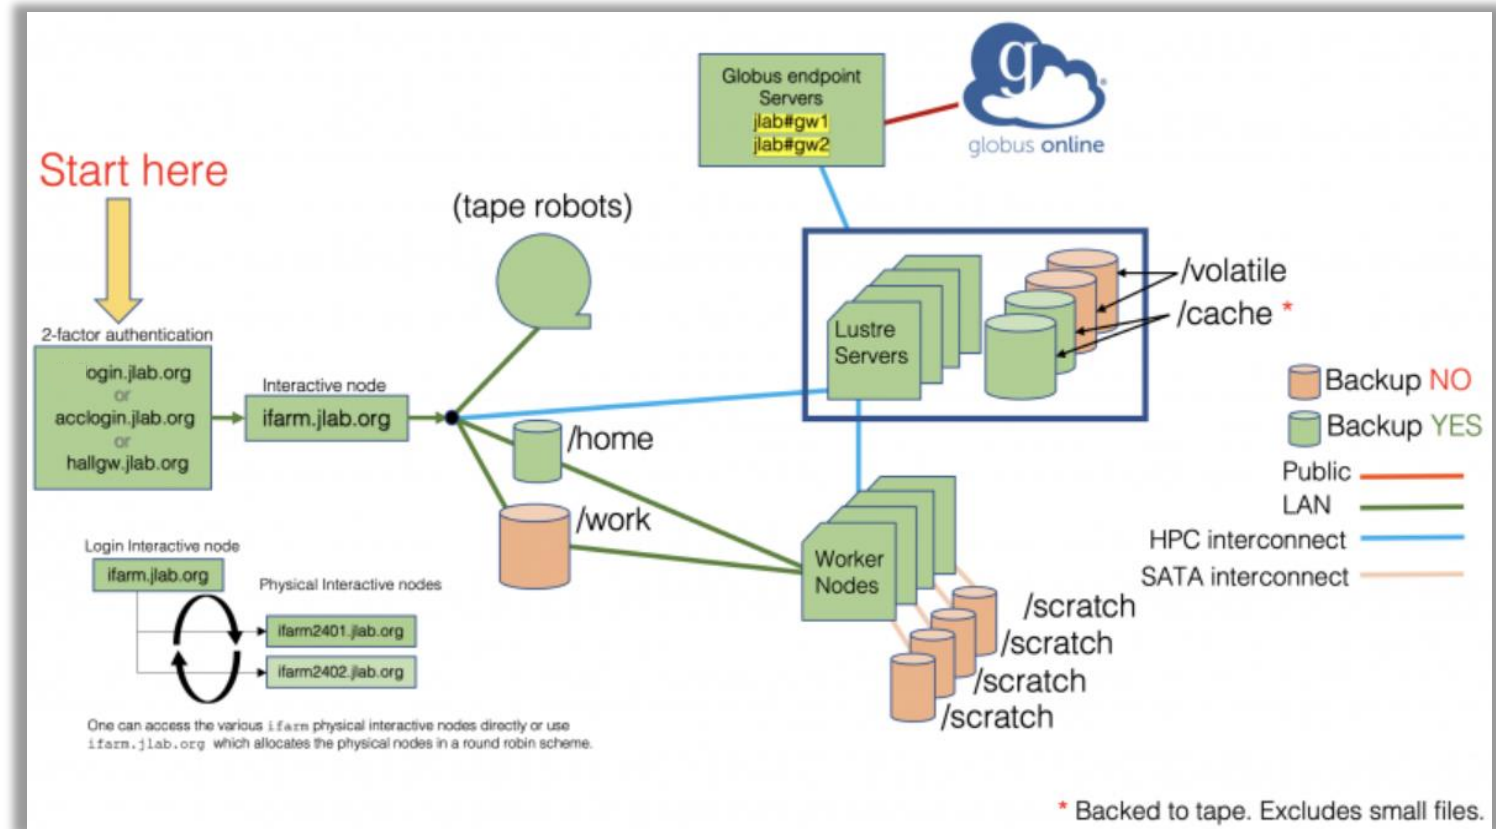 Globus endpoint
Servers
jlab#gw1
jlab#gw2
g
globus online
Start here
(tape robots)
2-factor authentication
ogin.jlab.org
or
acclogin.jlab.org
or
hallgw.jlab.org
Interactive node
ifarm.jlab.org
Lustre
Servers
/volatile
/cache *
/home
/work
Worker
Nodes
/scratch
/scratch
/scratch
/scratch
Backup NO
Backup YES
Public
LAN
HPC interconnect
SATA interconnect
Login Interactive node
ifarm.jlab.org
Physical Interactive nodes
ifarm2401.jlab.org
ifarm2402.jlab.org
One can access the various ifarm physical interactive nodes directly or use
ifarm.jlab.org which allocates the physical nodes in a round robin scheme.
* Backed to tape. Excludes small files.